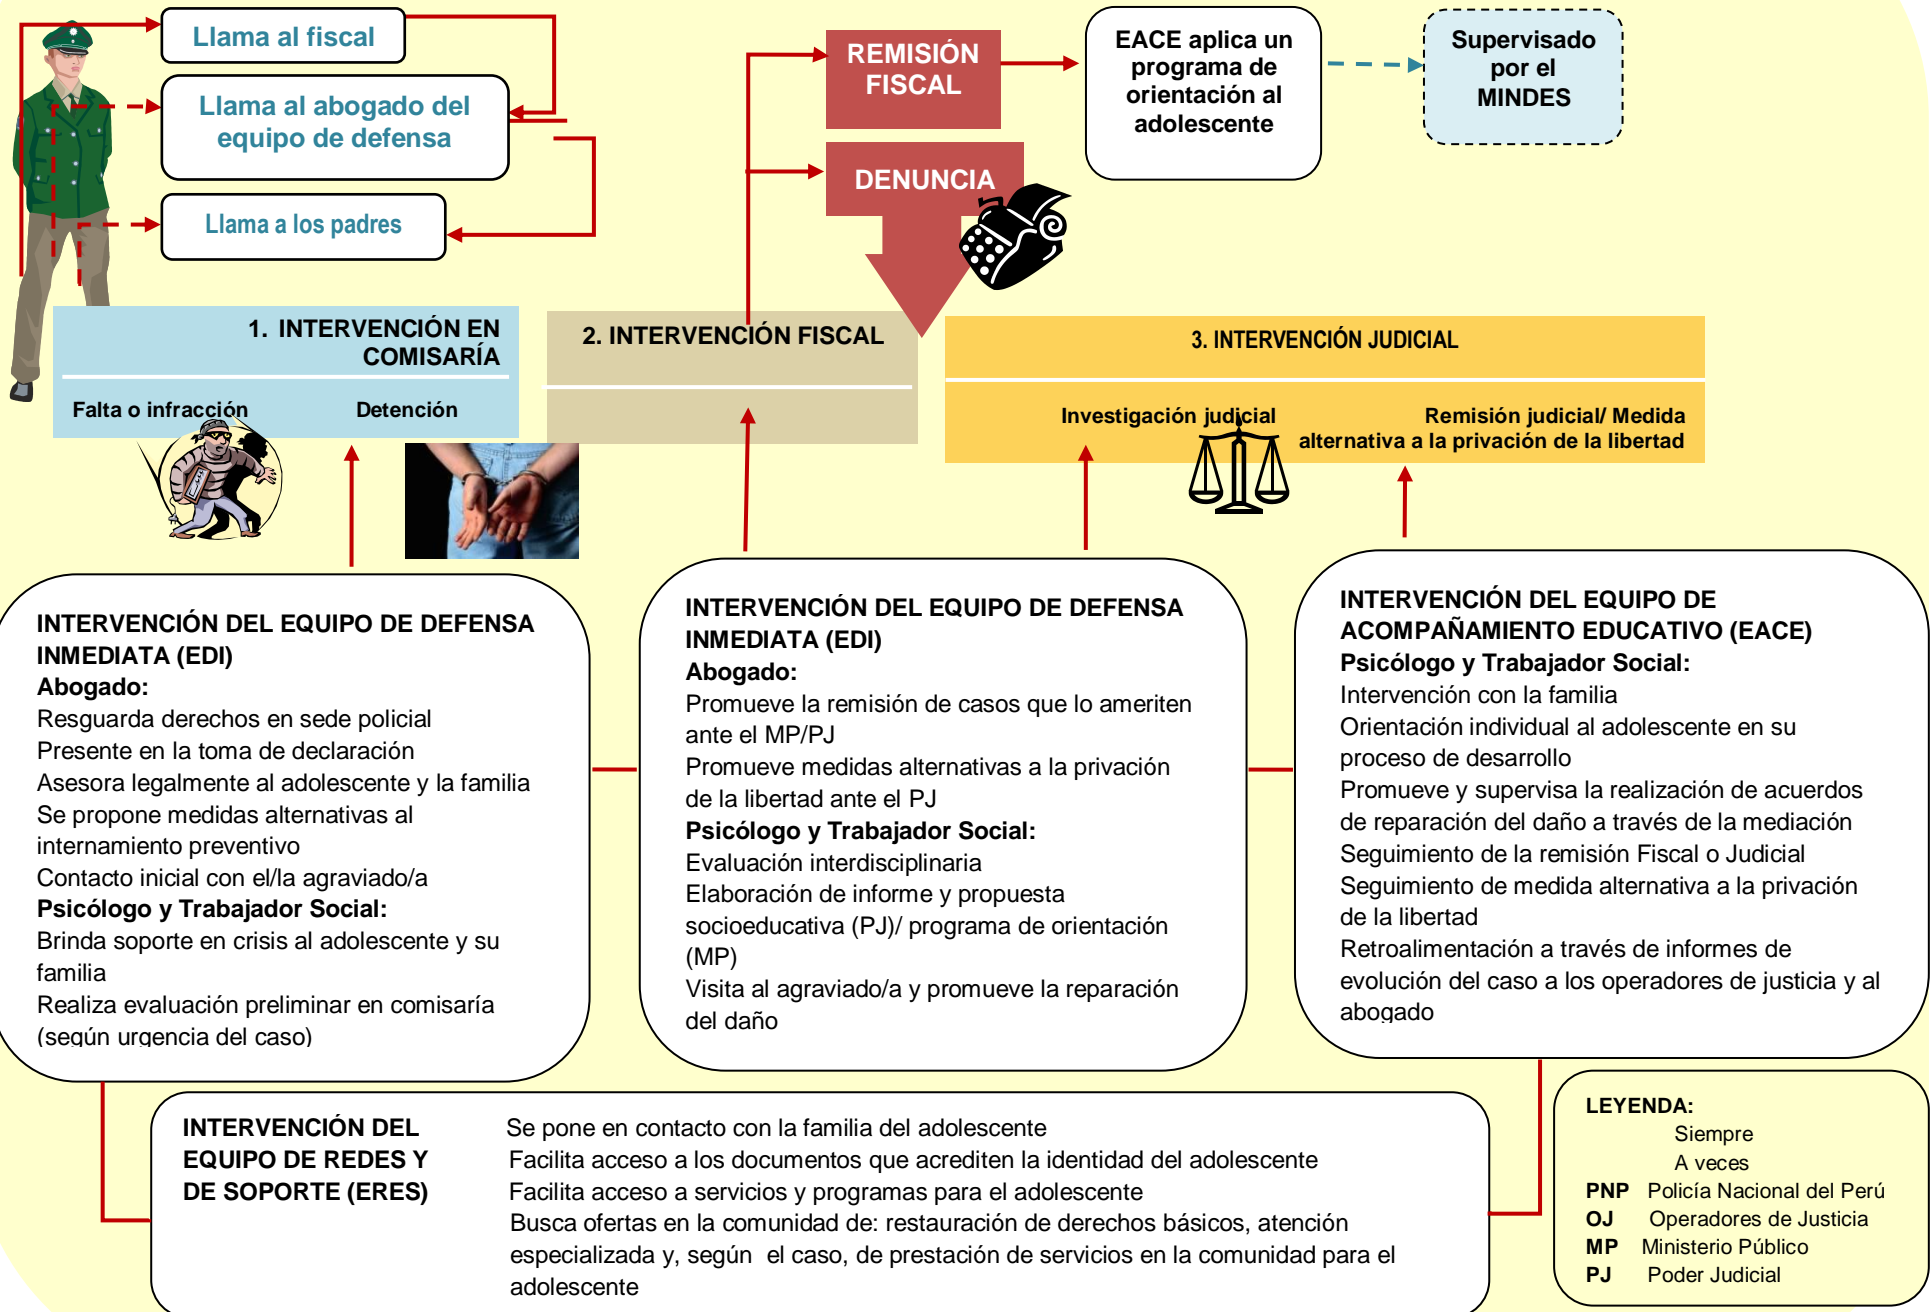 Llama al fiscal
Llama al abogado del
equipo de defensa
Llama a los padres
REMISIÓN
FISCAL
DENUNCIA
EACE aplica un
programa de
orientación al
adolescente
Supervisado
por el
MINDES
1. INTERVENCIÓN EN
COMISARÍA
Falta o infracción
Detención
2. INTERVENCIÓN FISCAL
3. INTERVENCIÓN JUDICIAL
Investigación judicial
Remisión judicial/ Medida
alternativa a la privación de la libertad
INTERVENCIÓN DEL EQUIPO DE DEFENSA
INMEDIATA (EDI)
Abogado:
Resguarda derechos en sede policial
Presente en la toma de declaración
Asesora legalmente al adolescente y la familia
Se propone medidas alternativas al
internamiento preventivo
Contacto inicial con el/la agraviado/a
Psicólogo y Trabajador Social:
Brinda soporte en crisis al adolescente y su
familia
Realiza evaluación preliminar en comisaría
(según urgencia del caso)
INTERVENCIÓN DEL EQUIPO DE DEFENSA
INMEDIATA (EDI)
Abogado:
Promueve la remisión de casos que lo ameriten
ante el MP/PJ
Promueve medidas alternativas a la privación
de la libertad ante el PJ
Psicólogo y Trabajador Social:
Evaluación interdisciplinaria
Elaboración de informe y propuesta
socioeducativa (PJ)/ programa de orientación
(MP)
Visita al agraviado/a y promueve la reparación
del daño
INTERVENCIÓN DEL EQUIPO DE
ACOMPAÑAMIENTO EDUCATIVO (EACE)
Psicólogo y Trabajador Social:
Intervención con la familia
Orientación individual al adolescente en su
proceso de desarrollo
Promueve y supervisa la realización de acuerdos
de reparación del daño a través de la mediación
Seguimiento de la remisión Fiscal o Judicial
Seguimiento de medida alternativa a la privación
de la libertad
Retroalimentación a través de informes de
evolución del caso a los operadores de justicia y al
abogado
INTERVENCIÓN DEL
EQUIPO DE REDES Y
DE SOPORTE (ERES)
Se pone en contacto con la familia del adolescente
Facilita acceso a los documentos que acrediten la identidad del adolescente
Facilita acceso a servicios y programas para el adolescente
Busca ofertas en la comunidad de: restauración de derechos básicos, atención
especializada y, según el caso, de prestación de servicios en la comunidad para el
adolescente
LEYENDA:
Siempre
A veces
PNP Policía Nacional del Perú
OJ Operadores de Justicia
MP Ministerio Público
PJ Poder Judicial